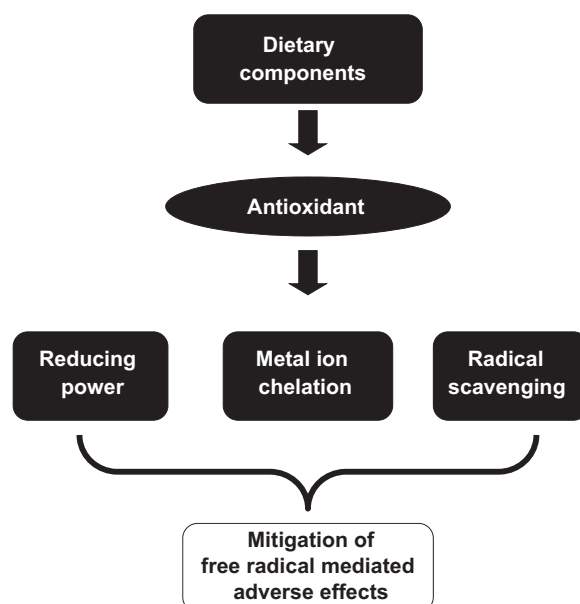 Dietary
components
Antioxidant
Reducing
power
Metal ion
chelation
Radical
scavenging
Mitigation of
free radical mediated
adverse effects